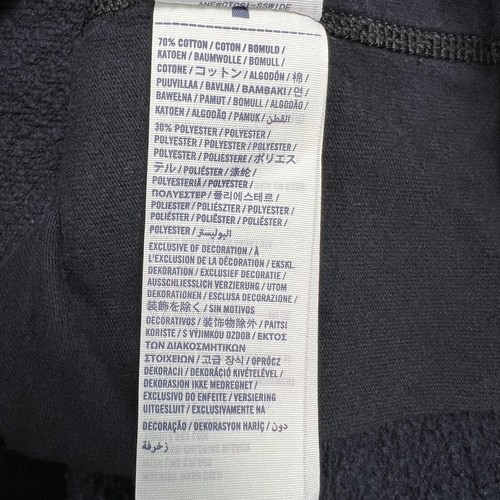 70% COTTON / COTON / BOMULD /
KATOEN / BAUMWOLLE / BOMULL /
COTONE / コットン / ALGODÓN / 棉 /
PUUVILLAA / BAVLNA / BAMBAKI / 면 /
BAWEŁNA / PAMUT / BOMULL / ALGODÃO /
KATOEN / ALGODÃO / PAMUK / القطن /
30% POLYESTER / POLYESTER /
POLYESTER / POLYESTER / POLYESTER /
POLYESTER / POLIESTERE / ポリエス
テル / POLIÉSTER / 涤纶 /
POLYESTERIÄ / POLYESTER /
ΠΟΛΥΕΣΤΕΡ / 폴리에스테르 /
POLIESTER / POLIÉSZTER / POLYESTER /
POLIÉSTER / POLIÉSTER / POLIÉSTER /
POLYESTER / البوليستر
EXCLUSIVE OF DECORATION / À
L'EXCLUSION DE LA DÉCORATION / EKSKL.
DEKORATION / EXCLUSIEF DECORATIE /
AUSSCHLIESSLICH VERZIERUNG / UTOM
DEKORATIONEN / ESCLUSA DECORAZIONE /
装飾を除く / SIN MOTIVOS
DECORATIVOS / 装饰物除外 / PAITSI
KORISTE / S VÝJIMKOU OZDOB / ΕΚΤΟΣ
ΤΩΝ ΔΙΑΚΟΣΜΗΤΙΚΩΝ
ΣΤΟΙΧΕΙΩΝ / 고급 장식 / OPRÓCZ
DEKORACJI / DEKORÁCIÓ KIVÉTELÉVEL /
DEKORASJON IKKE MEDREGNET /
EXCLUSIVO DO ENFEITE / VERSIERING
UITGESLUIT / EXCLUSIVAMENTE NA
DECORAÇÃO / DEKORASYON HARİÇ / دون
زخرفة